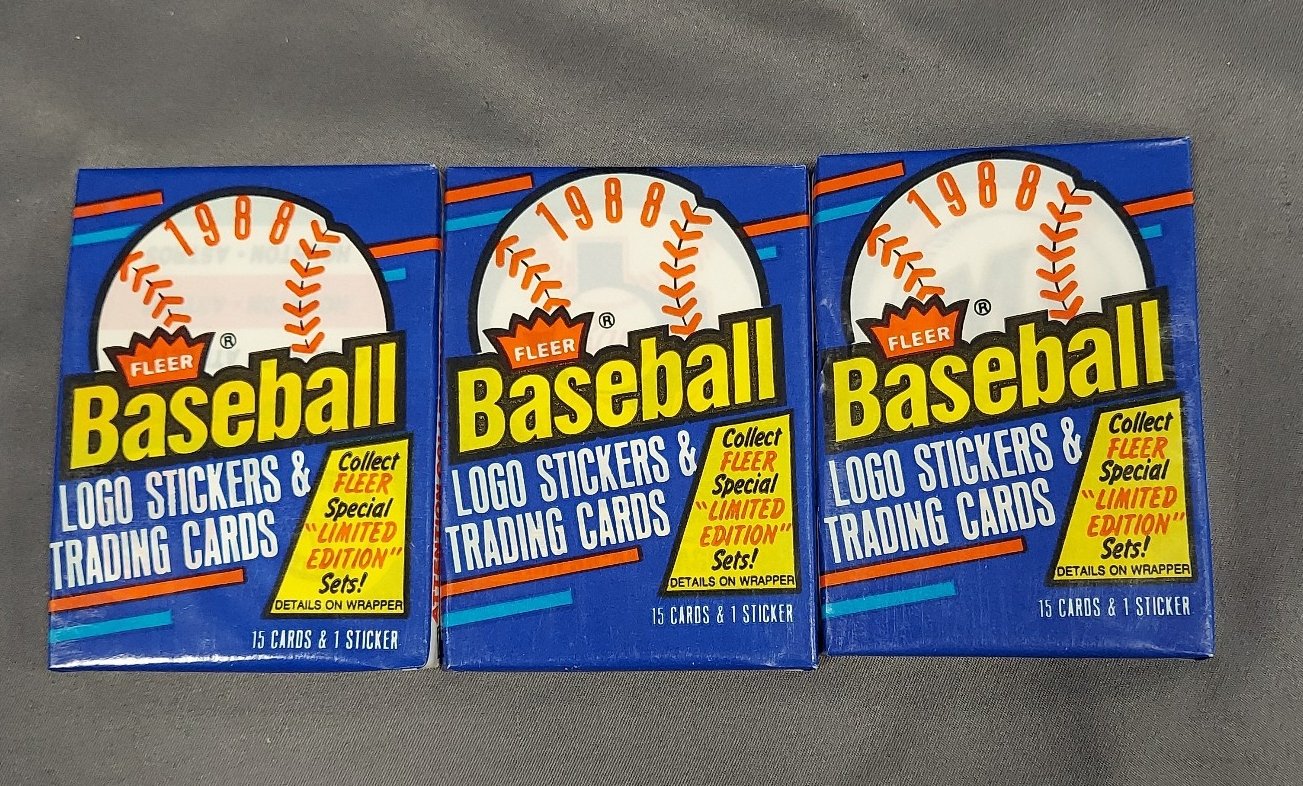 1988
FLEER ®
Baseball
LOGO STICKERS &
TRADING CARDS
Collect
FLEER
Special
"LIMITED
EDITION"
Sets!
DETAILS ON WRAPPER
15 CARDS & 1 STICKER
1988
FLEER ®
Baseball
LOGO STICKERS &
TRADING CARDS
Collect
FLEER
Special
"LIMITED
EDITION"
Sets!
DETAILS ON WRAPPER
15 CARDS & 1 STICKER
1988
FLEER ®
Baseball
LOGO STICKERS &
TRADING CARDS
Collect
FLEER
Special
"LIMITED
EDITION"
Sets!
DETAILS ON WRAPPER
15 CARDS & 1 STICKER